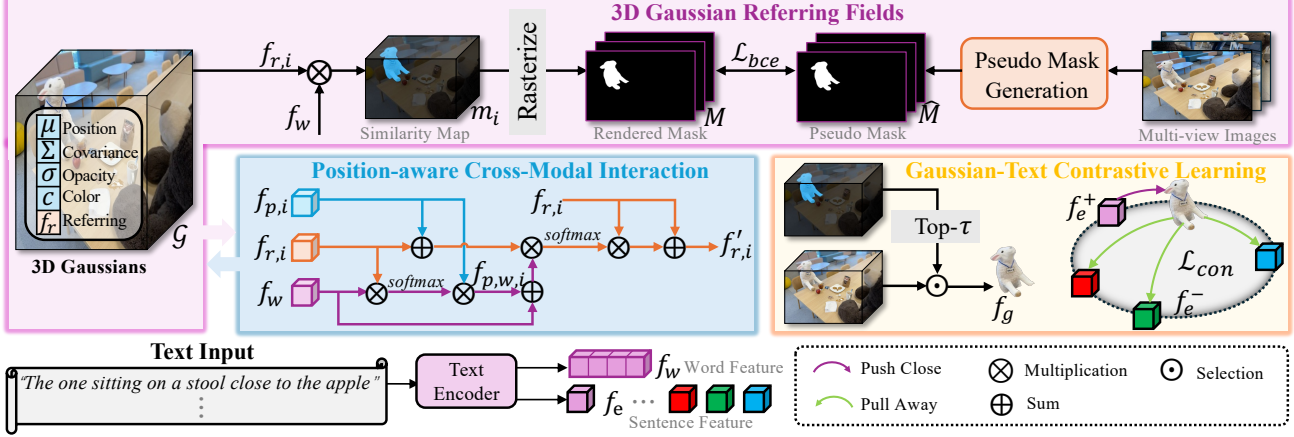 3D Gaussian Referring Fields
f_{r,i}
f_w
Similarity Map
m_i
Rasterize
Rendered Mask
M
\mathcal{L}_{bce}
Pseudo Mask
\widehat{M}
Pseudo Mask
Generation
Multi-view Images
μ Position
Σ Covariance
σ Opacity
c Color
f_r Referring
𝒢
3D Gaussians
Position-aware Cross-Modal Interaction
f_{p,i}
f_{r,i}
f_w
softmax
f_{p,w,i}
f_{r,i}
softmax
f'_{r,i}
Gaussian-Text Contrastive Learning
Top-τ
f_g
f_e^+
\mathcal{L}_{con}
f_e^-
Text Input
"The one sitting on a stool close to the apple"
⋮
Text
Encoder
f_w Word Feature
f_e ...
Sentence Feature
Push Close
Multiplication
Selection
Pull Away
Sum